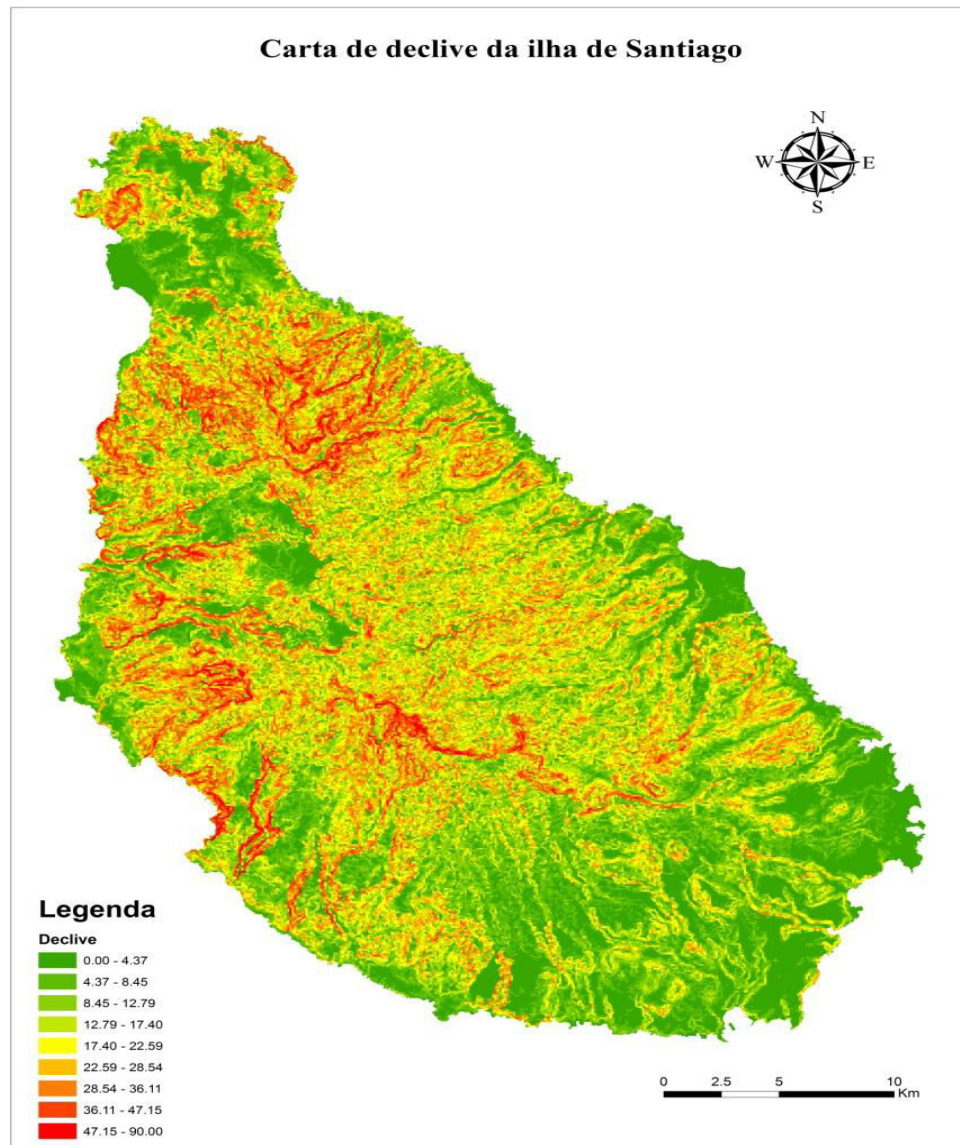 Carta de declive da ilha de Santiago
N
W E
S
Legenda
Declive
0.00 - 4.37
4.37 - 8.45
8.45 - 12.79
12.79 - 17.40
17.40 - 22.59
22.59 - 28.54
28.54 - 36.11
36.11 - 47.15
47.15 - 90.00
0 2.5 5 10
Km